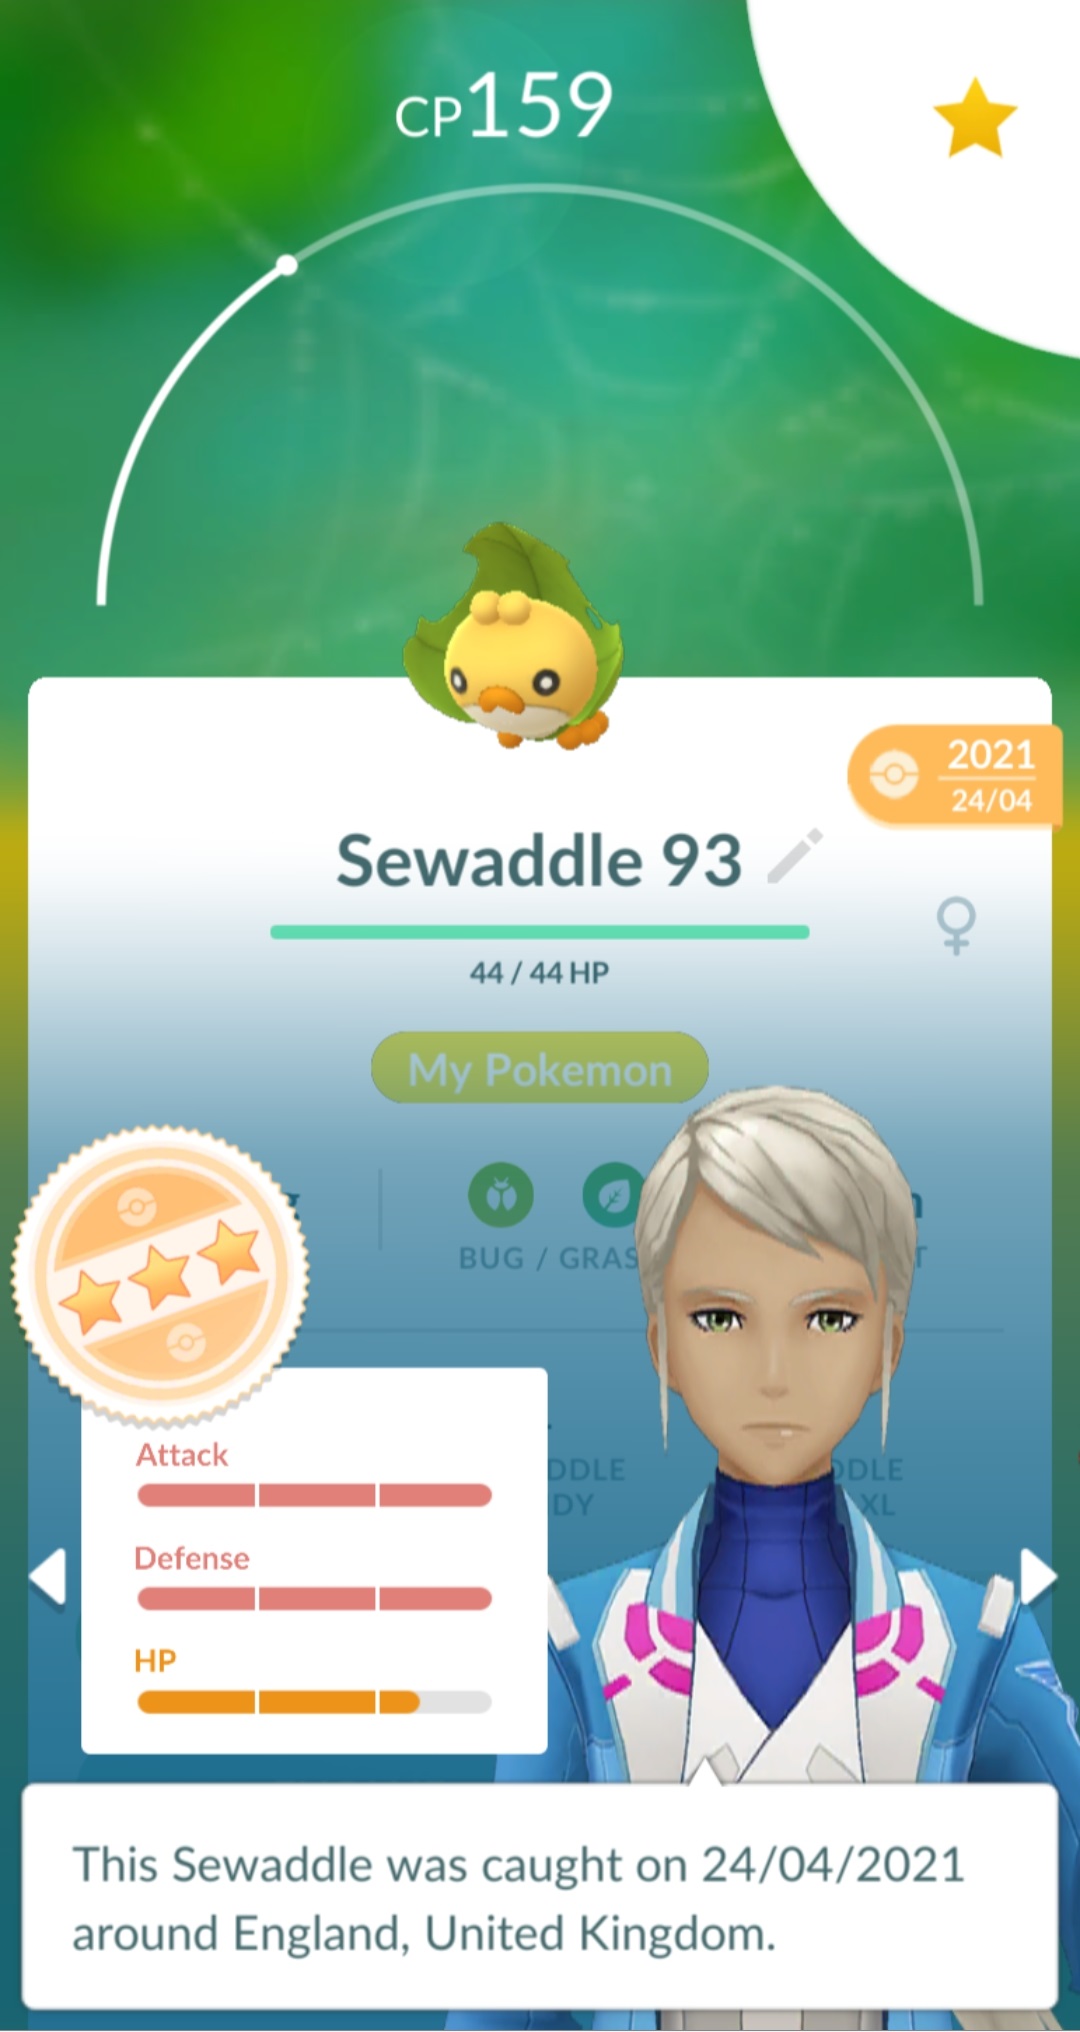 CP159
2021
24/04
Sewaddle 93
44 / 44 HP
My Pokemon
BUG / GRAS
Attack
Defense
HP
DDLE
DY
DDLE
XL
This Sewaddle was caught on 24/04/2021
around England, United Kingdom.